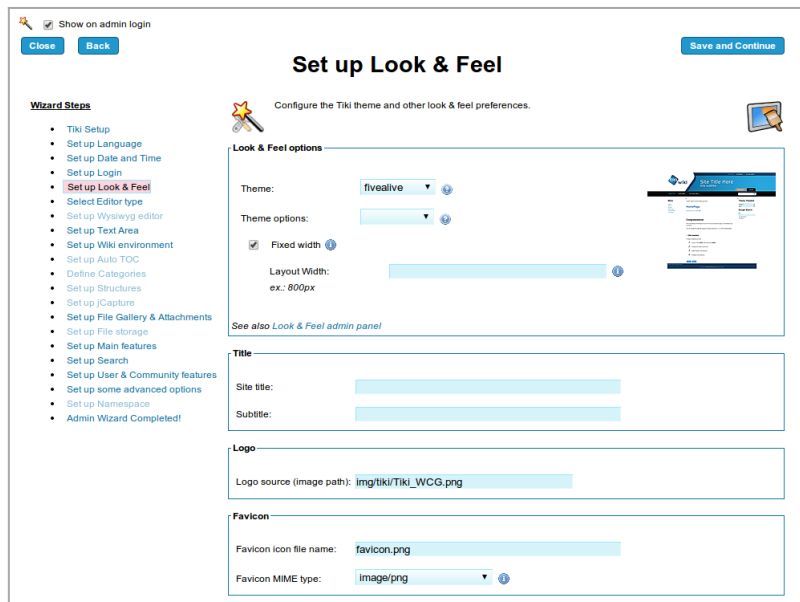 Show on admin login
Close Back Save and Continue
Set up Look & Feel
Wizard Steps
Tiki Setup
Set up Language
Set up Date and Time
Set up Login
Set up Look & Feel
Select Editor type
Set up Wysiwyg editor
Set up Text Area
Set up Wiki environment
Set up Auto TOC
Define Categories
Set up Structures
Set up jCapture
Set up File Gallery & Attachments
Set up File storage
Set up Main features
Set up Search
Set up User & Community features
Set up some advanced options
Set up Namespace
Admin Wizard Completed!
Configure the Tiki theme and other look & feel preferences.
Look & Feel options
Theme: fivealive
Theme options:
Fixed width
Layout Width:
ex.: 800px
Site Title Here
See also Look & Feel admin panel
Title
Site title:
Subtitle:
Logo
Logo source (image path): img/tiki/Tiki_WCG.png
Favicon
Favicon icon file name: favicon.png
Favicon MIME type: image/png